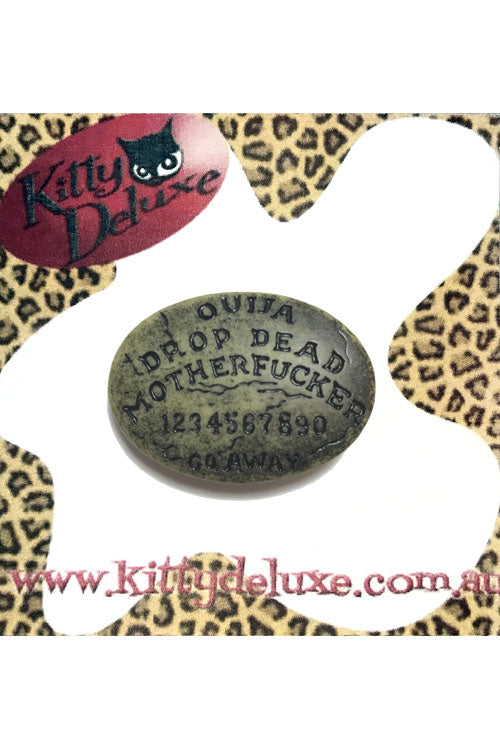 Kitty
Deluxe
OUIJA
DROP DEAD
MOTHERFUCKER
1234567890
GO AWAY
www.kittydeluxe.com.au